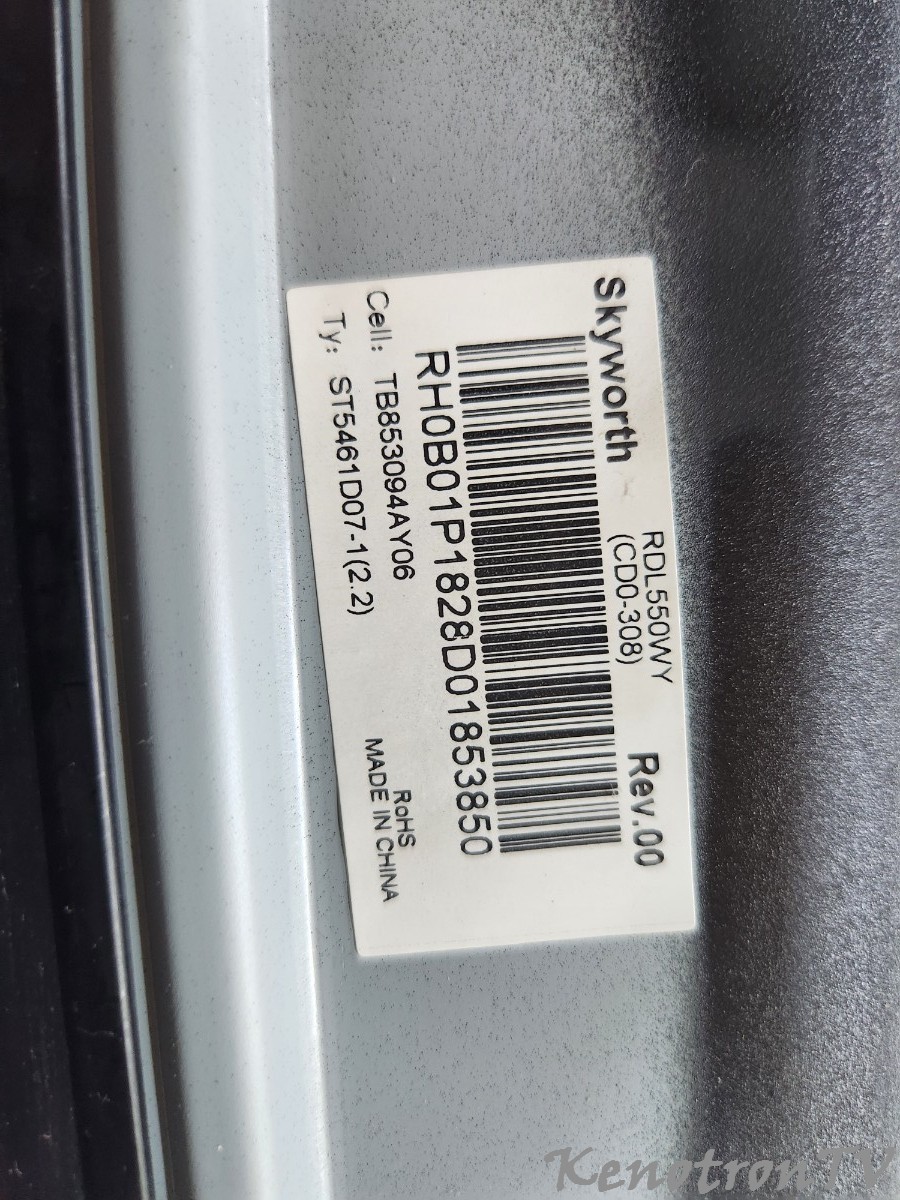 Skyworth
RDL550WY
(CD0-308)
Rev.00
RH0B01P1828D01853850
Cell: TB853094AY06
Ty: ST5461D07-1(2.2)
RoHS
MADE IN CHINA
KenotronTV